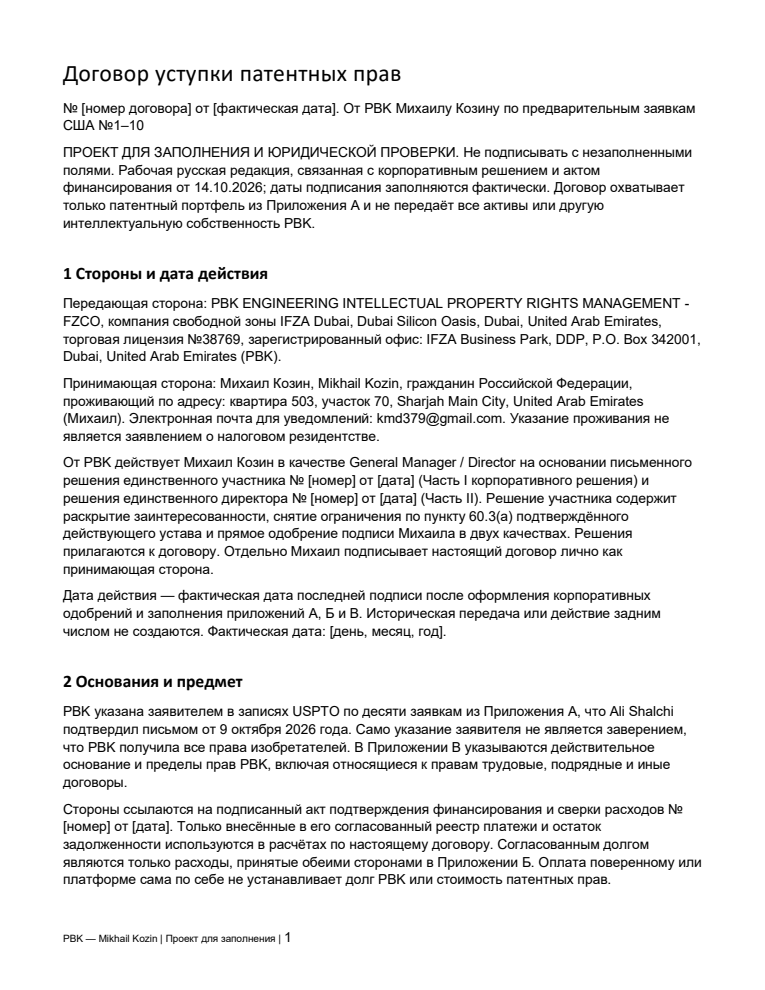 Договор уступки патентных прав
№ [номер договора] от [фактическая дата]. От PBK Михаилу Козину по предварительным заявкам
США №1–10
ПРОЕКТ ДЛЯ ЗАПОЛНЕНИЯ И ЮРИДИЧЕСКОЙ ПРОВЕРКИ. Не подписывать с незаполненными
полями. Рабочая русская редакция, связанная с корпоративным решением и актом
финансирования от 14.10.2026; даты подписания заполняются фактически. Договор охватывает
только патентный портфель из Приложения А и не передаёт все активы или другую
интеллектуальную собственность PBK.
1 Стороны и дата действия
Передающая сторона: PBK ENGINEERING INTELLECTUAL PROPERTY RIGHTS MANAGEMENT -
FZCO, компания свободной зоны IFZA Dubai, Dubai Silicon Oasis, Dubai, United Arab Emirates,
торговая лицензия №38769, зарегистрированный офис: IFZA Business Park, DDP, P.O. Box 342001,
Dubai, United Arab Emirates (PBK).
Принимающая сторона: Михаил Козин, Mikhail Kozin, гражданин Российской Федерации,
проживающий по адресу: квартира 503, участок 70, Sharjah Main City, United Arab Emirates
(Михаил). Электронная почта для уведомлений: kmd379@gmail.com. Указание проживания не
является заявлением о налоговом резидентстве.
От PBK действует Михаил Козин в качестве General Manager / Director на основании письменного
решения единственного участника № [номер] от [дата] (Часть I корпоративного решения) и
решения единственного директора № [номер] от [дата] (Часть II). Решение участника содержит
раскрытие заинтересованности, снятие ограничения по пункту 60.3(a) подтверждённого
действующего устава и прямое одобрение подписи Михаила в двух качествах. Решения
прилагаются к договору. Отдельно Михаил подписывает настоящий договор лично как
принимающая сторона.
Дата действия — фактическая дата последней подписи после оформления корпоративных
одобрений и заполнения приложений А, Б и В. Историческая передача или действие задним
числом не создаются. Фактическая дата: [день, месяц, год].
2 Основания и предмет
PBK указана заявителем в записях USPTO по десяти заявкам из Приложения А, что Ali Shalchi
подтвердил письмом от 9 октября 2026 года. Само указание заявителя не является заверением,
что PBK получила все права изобретателей. В Приложении В указываются действительное
основание и пределы прав PBK, включая относящиеся к правам трудовые, подрядные и иные
договоры.
Стороны ссылаются на подписанный акт подтверждения финансирования и сверки расходов №
[номер] от [дата]. Только внесённые в его согласованный реестр платежи и остаток
задолженности используются в расчётах по настоящему договору. Согласованным долгом
являются только расходы, принятые обеими сторонами в Приложении Б. Оплата поверенному или
платформе сама по себе не устанавливает долг PBK или стоимость патентных прав.
PBK — Mikhail Kozin | Проект для заполнения | 1